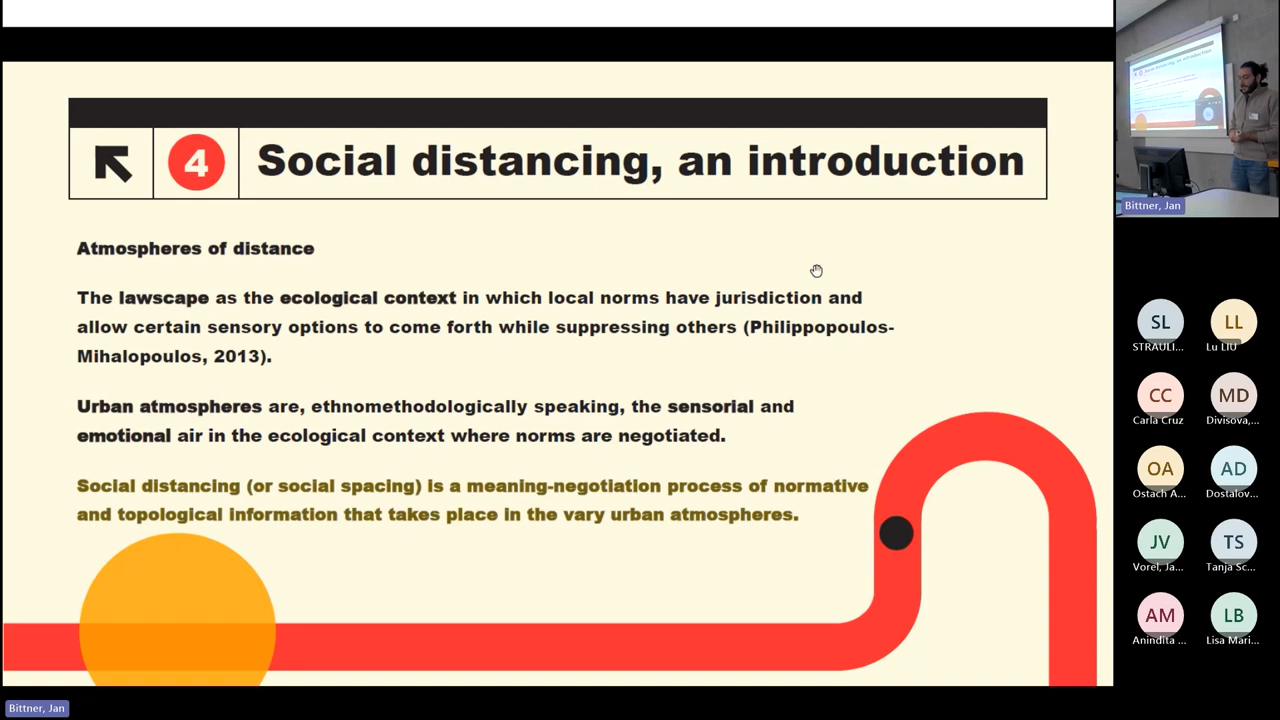 4
Social distancing, an introduction
Atmospheres of distance
The lawscape as the ecological context in which local norms have jurisdiction and
allow certain sensory options to come forth while suppressing others (Philippopoulos-
Mihalopoulos, 2013).
Urban atmospheres are, ethnomethodologically speaking, the sensorial and
emotional air in the ecological context where norms are negotiated.
Social distancing (or social spacing) is a meaning-negotiation process of normative
and topological information that takes place in the vary urban atmospheres.
Bittner, Jan
Bittner, Jan
SL
LL
STRAULI...
Lu LIU
CC
MD
Carla Cruz
Divisova,...
OA
AD
Ostach A...
Dostalov...
JV
TS
Vorel, Ja...
Tanja Sc...
AM
LB
Anindita ...
Lisa Mari...